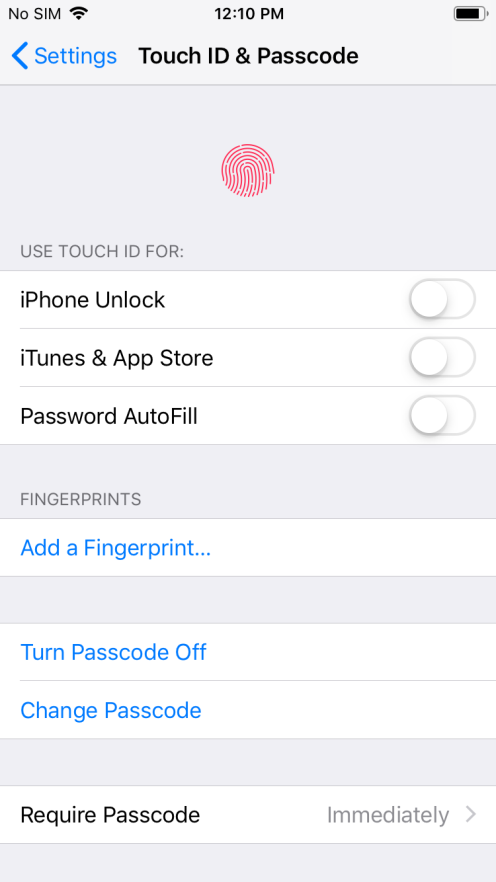 No SIM 12:10 PM
Settings Touch ID & Passcode
USE TOUCH ID FOR:
iPhone Unlock
iTunes & App Store
Password AutoFill
FINGERPRINTS
Add a Fingerprint...
Turn Passcode Off
Change Passcode
Require Passcode Immediately